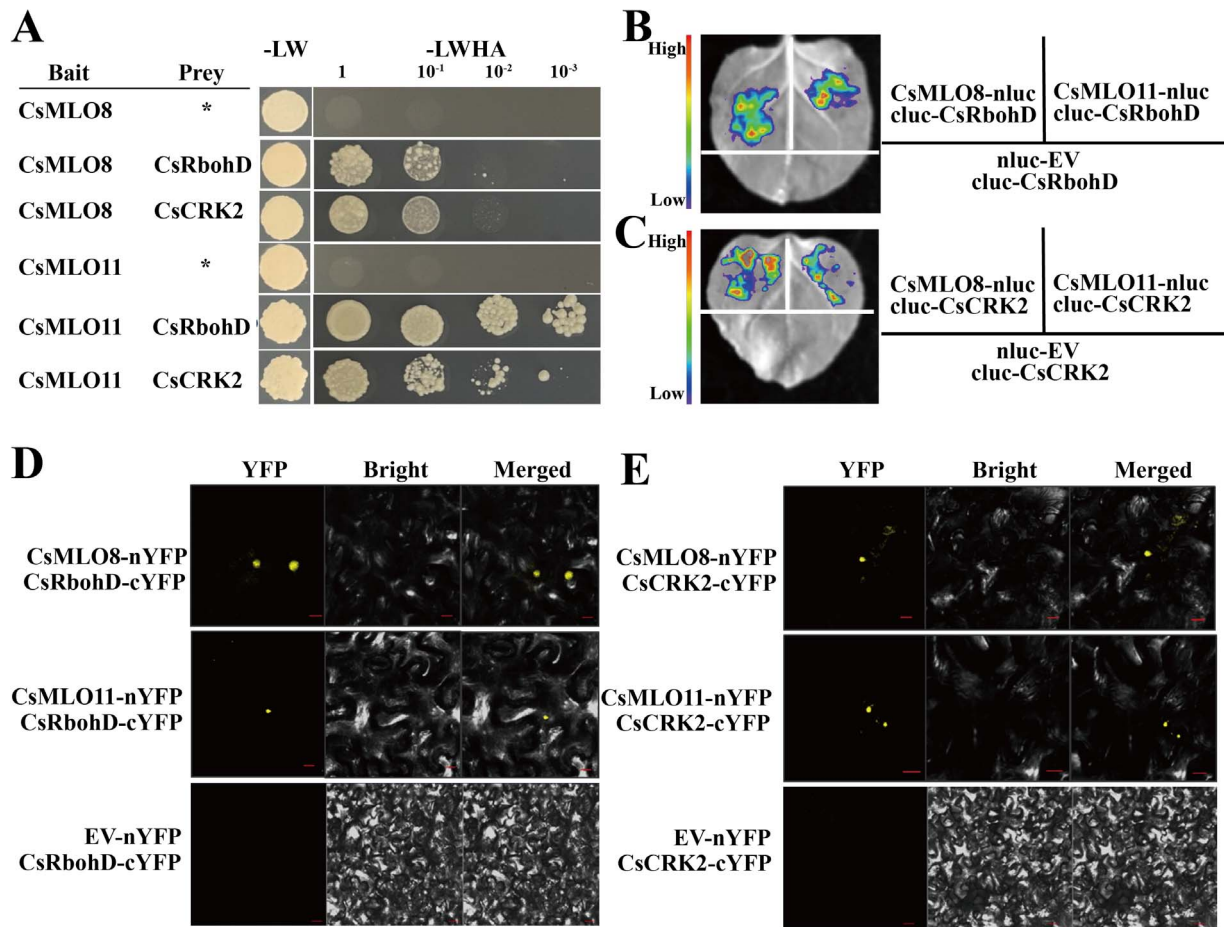 A
-LW -LWHA
Bait Prey 1 10⁻¹ 10⁻² 10⁻³
CsMLO8 *
CsMLO8 CsRbohD
CsMLO8 CsCRK2
CsMLO11 *
CsMLO11 CsRbohD
CsMLO11 CsCRK2
B
High
Low
CsMLO8-nluc CsMLO11-nluc
cluc-CsRbohD cluc-CsRbohD
nluc-EV
cluc-CsRbohD
C
High
Low
CsMLO8-nluc CsMLO11-nluc
cluc-CsCRK2 cluc-CsCRK2
nluc-EV
cluc-CsCRK2
D
YFP Bright Merged
CsMLO8-nYFP
CsRbohD-cYFP
CsMLO11-nYFP
CsRbohD-cYFP
EV-nYFP
CsRbohD-cYFP
E
YFP Bright Merged
CsMLO8-nYFP
CsCRK2-cYFP
CsMLO11-nYFP
CsCRK2-cYFP
EV-nYFP
CsCRK2-cYFP